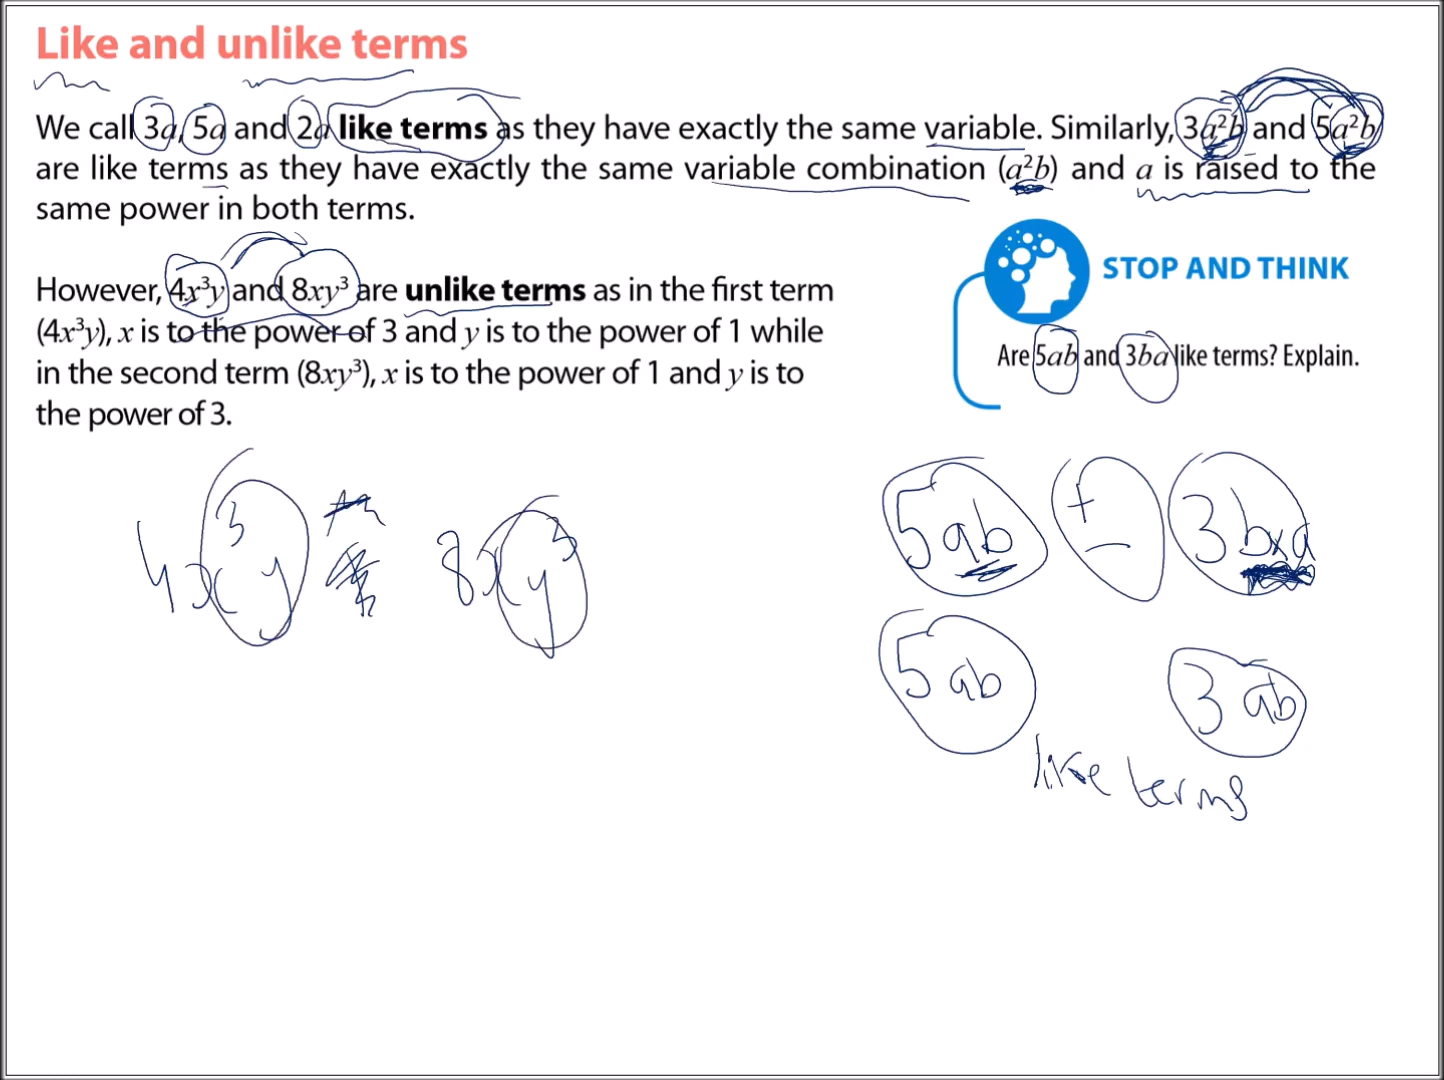 Like and unlike terms
We call 3a, 5a and 2a like terms as they have exactly the same variable. Similarly, 3a²b and 5a²b
are like terms as they have exactly the same variable combination (a²b) and a is raised to the
same power in both terms.
However, 4x³y and 8xy³ are unlike terms as in the first term
(4x³y), x is to the power of 3 and y is to the power of 1 while
in the second term (8xy³), x is to the power of 1 and y is to
the power of 3.
STOP AND THINK
Are 5ab and 3ba like terms? Explain.
4x³y 8xy³
5ab + − 3b×a
5ab 3ab
like terms